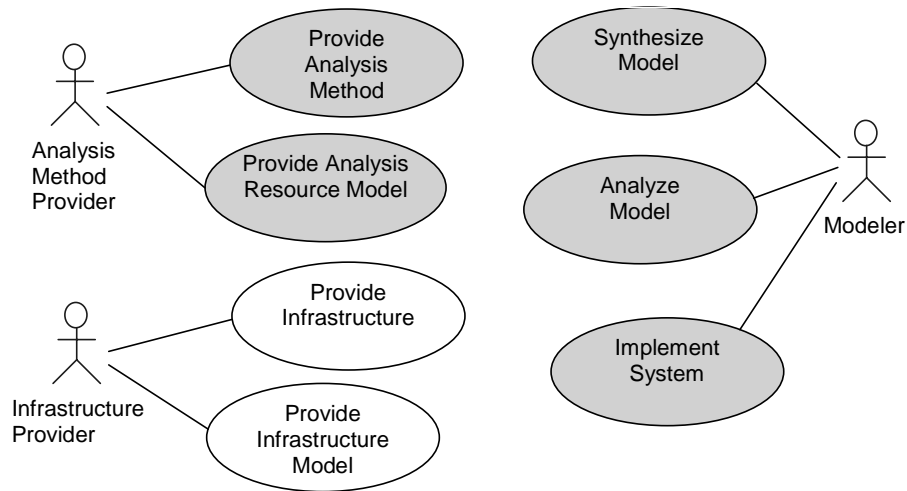 Provide
Analysis
Method
Analysis
Method
Provider
Provide Analysis
Resource Model
Provide
Infrastructure
Infrastructure
Provider
Provide
Infrastructure
Model
Synthesize
Model
Analyze
Model
Modeler
Implement
System